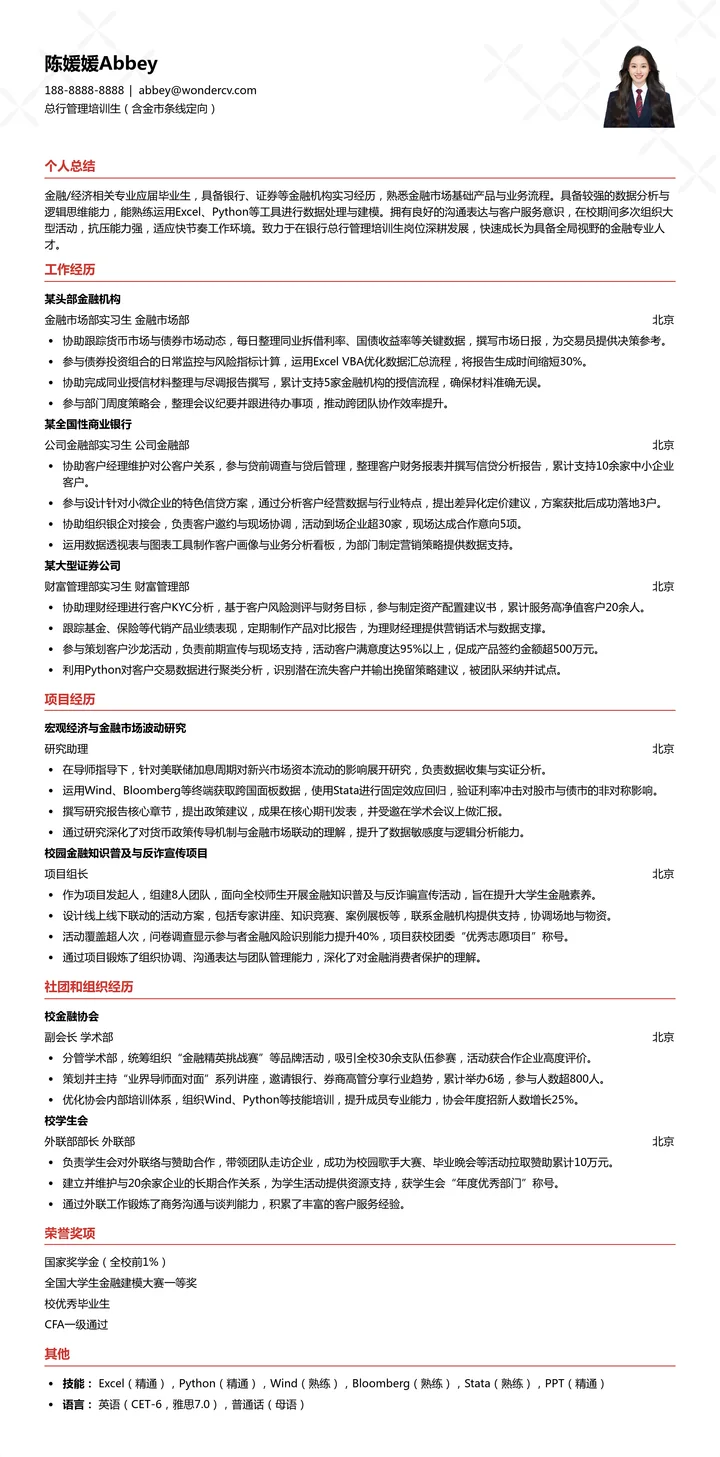 陈媛媛Abbey
188-8888-8888 | abbey@wondercv.com
总行管理培训生（含金市条线定向）
个人总结
金融/经济相关专业应届毕业生，具备银行、证券等金融机构实习经历，熟悉金融市场基础产品与业务流程。具备较强的数据分析与
逻辑思维能力，能熟练运用Excel、Python等工具进行数据处理与建模。拥有良好的沟通表达与客户服务意识，在校期间多次组织大
型活动，抗压能力强，适应快节奏工作环境。致力于在银行总行管理培训生岗位深耕发展，快速成长为具备全局视野的金融专业人
才。
工作经历
某头部金融机构
金融市场部实习生 金融市场部 北京
• 协助跟踪货币市场与债券市场动态，每日整理同业拆借利率、国债收益率等关键数据，撰写市场日报，为交易员提供决策参考。
• 参与债券投资组合的日常监控与风险指标计算，运用Excel VBA优化数据汇总流程，将报告生成时间缩短30%。
• 协助完成同业授信材料整理与尽调报告撰写，累计支持5家金融机构的授信流程，确保材料准确无误。
• 参与部门周度策略会，整理会议纪要并跟进待办事项，推动跨团队协作效率提升。
某全国性商业银行
公司金融部实习生 公司金融部 北京
• 协助客户经理维护对公客户关系，参与贷前调查与贷后管理，整理客户财务报表并撰写信贷分析报告，累计支持10余家中小企业
客户。
• 参与设计针对小微企业的特色信贷方案，通过分析客户经营数据与行业特点，提出差异化定价建议，方案获批后成功落地3户。
• 协助组织银企对接会，负责客户邀约与现场协调，活动到场企业超30家，现场达成合作意向5项。
• 运用数据透视表与图表工具制作客户画像与业务分析看板，为部门制定营销策略提供数据支持。
某大型证券公司
财富管理部实习生 财富管理部 北京
• 协助理财经理进行客户KYC分析，基于客户风险测评与财务目标，参与制定资产配置建议书，累计服务高净值客户20余人。
• 跟踪基金、保险等代销产品业绩表现，定期制作产品对比报告，为理财经理提供营销话术与数据支撑。
• 参与策划客户沙龙活动，负责前期宣传与现场支持，活动客户满意度达95%以上，促成产品签约金额超500万元。
• 利用Python对客户交易数据进行聚类分析，识别潜在流失客户并输出挽留策略建议，被团队采纳并试点。
项目经历
宏观经济与金融市场波动研究
研究助理 北京
• 在导师指导下，针对美联储加息周期对新兴市场资本流动的影响展开研究，负责数据收集与实证分析。
• 运用Wind、Bloomberg等终端获取跨国面板数据，使用Stata进行固定效应回归，验证利率冲击对股市与债市的非对称影响。
• 撰写研究报告核心章节，提出政策建议，成果在核心期刊发表，并受邀在学术会议上做汇报。
• 通过研究深化了对货币政策传导机制与金融市场联动的理解，提升了数据敏感度与逻辑分析能力。
校园金融知识普及与反诈宣传项目
项目组长 北京
• 作为项目发起人，组建8人团队，面向全校师生开展金融知识普及与反诈骗宣传活动，旨在提升大学生金融素养。
• 设计线上线下联动的活动方案，包括专家讲座、知识竞赛、案例展板等，联系金融机构提供支持，协调场地与物资。
• 活动覆盖超人次，问卷调查显示参与者金融风险识别能力提升40%，项目获校团委“优秀志愿项目”称号。
• 通过项目锻炼了组织协调、沟通表达与团队管理能力，深化了对金融消费者保护的理解。
社团和组织经历
校金融协会
副会长 学术部 北京
• 分管学术部，统筹组织“金融精英挑战赛”等品牌活动，吸引全校30余支队伍参赛，活动获合作企业高度评价。
• 策划并主持“业界导师面对面”系列讲座，邀请银行、券商高管分享行业趋势，累计举办6场，参与人数超800人。
• 优化协会内部培训体系，组织Wind、Python等技能培训，提升成员专业能力，协会年度招新人数增长25%。
校学生会
外联部部长 外联部 北京
• 负责学生会对外联络与赞助合作，带领团队走访企业，成功为校园歌手大赛、毕业晚会等活动拉取赞助累计10万元。
• 建立并维护与20余家企业的长期合作关系，为学生活动提供资源支持，获学生会“年度优秀部门”称号。
• 通过外联工作锻炼了商务沟通与谈判能力，积累了丰富的客户服务经验。
荣誉奖项
国家奖学金（全校前1%）
全国大学生金融建模大赛一等奖
校优秀毕业生
CFA一级通过
其他
• 技能： Excel（精通），Python（精通），Wind（熟练），Bloomberg（熟练），Stata（熟练），PPT（精通）
• 语言： 英语（CET-6，雅思7.0），普通话（母语）